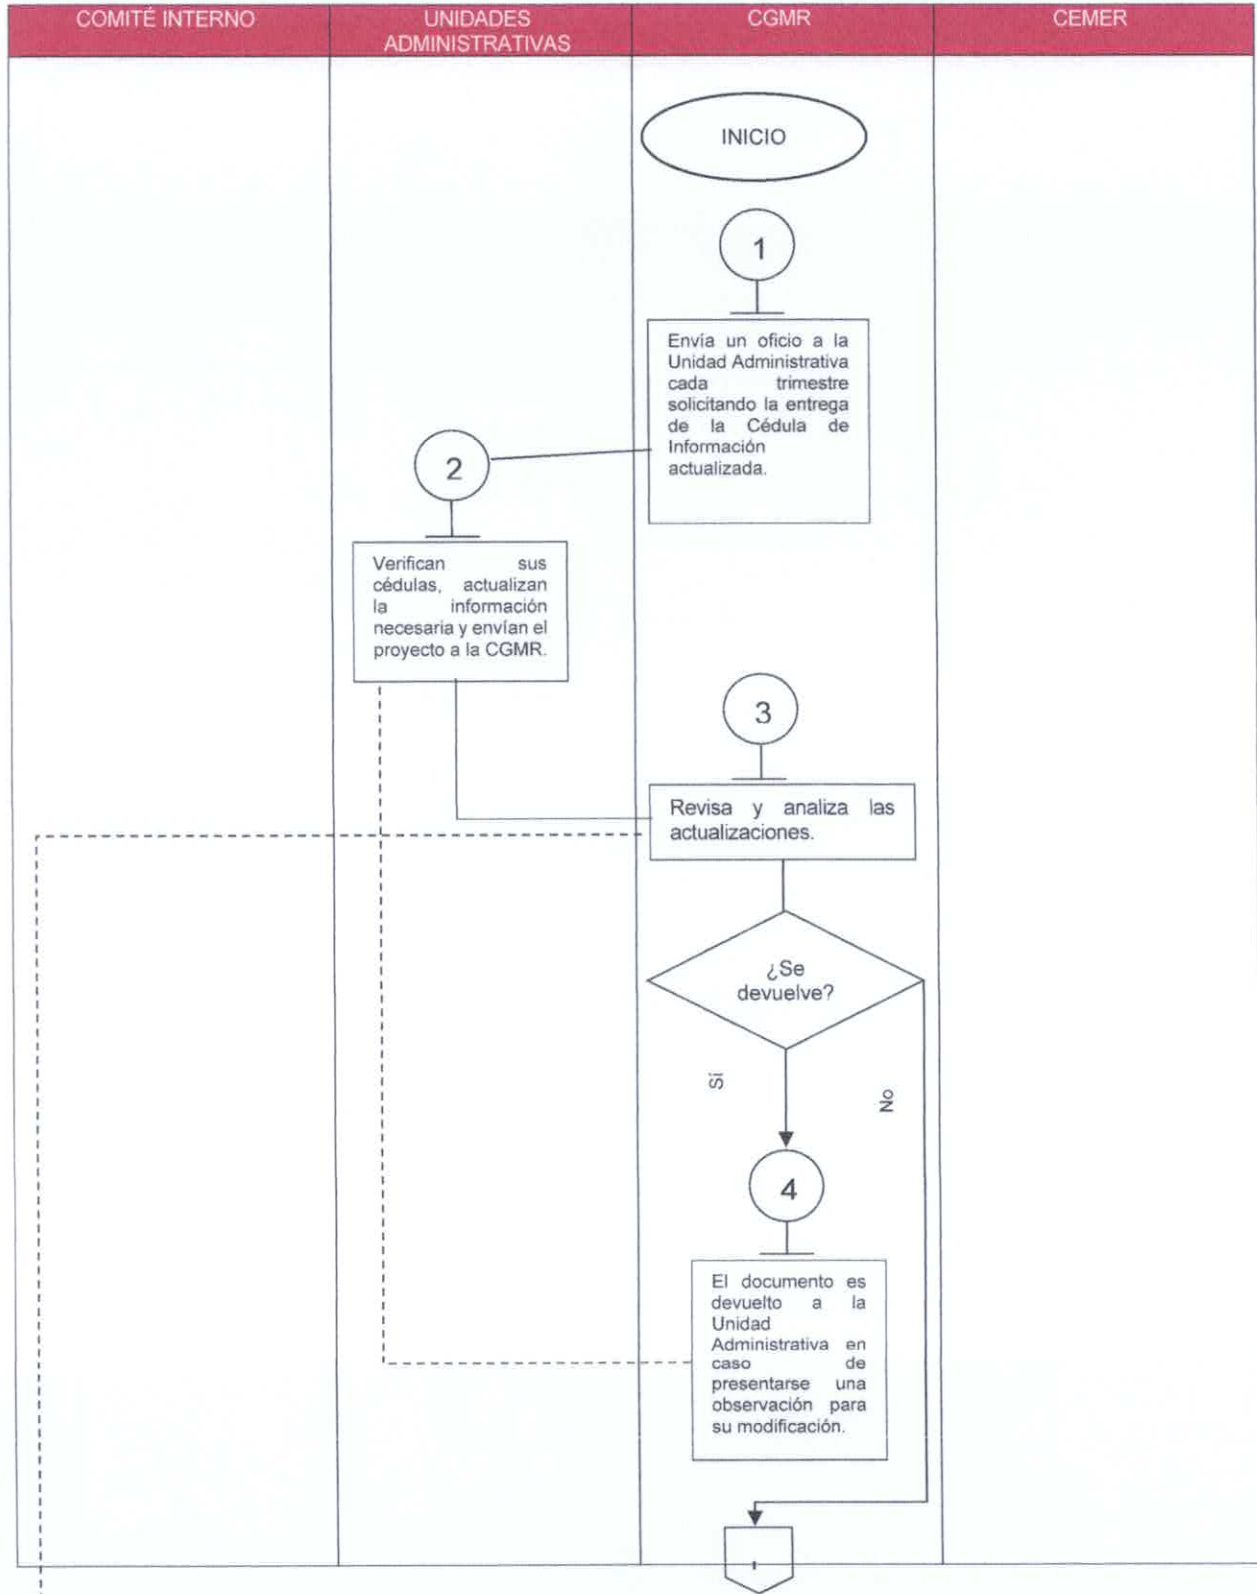 COMITÉ INTERNO
UNIDADES
ADMINISTRATIVAS
CGMR
CEMER
INICIO
1
Envía un oficio a la
Unidad Administrativa
cada trimestre
solicitando la entrega
de la Cédula de
Información
actualizada.
2
Verifican sus
cédulas, actualizan
la información
necesaria y envían el
proyecto a la CGMR.
3
Revisa y analiza las
actualizaciones.
¿Se
devuelve?
Sí
No
4
El documento es
devuelto a la
Unidad
Administrativa en
caso de
presentarse una
observación para
su modificación.